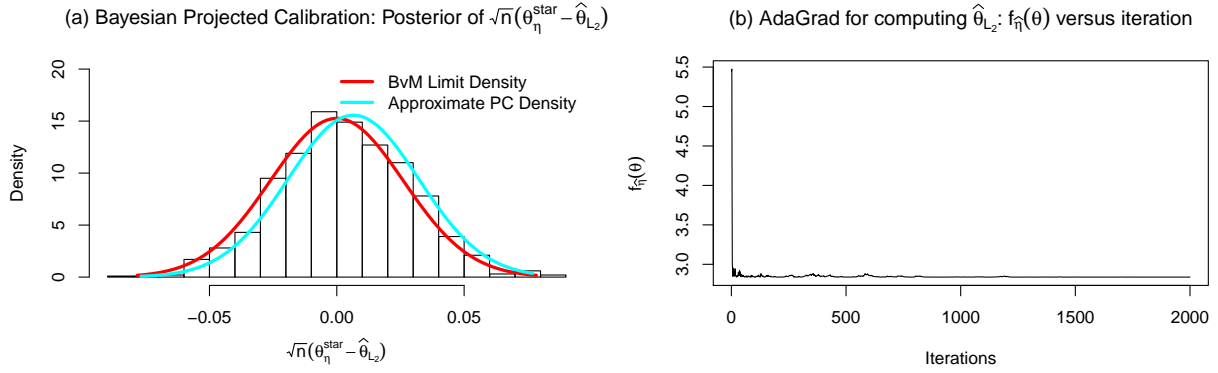 (a) Bayesian Projected Calibration: Posterior of √n(θ_η^star − θ̂_L₂)
(b) AdaGrad for computing θ̂_L₂: f_η̂(θ) versus iteration
BvM Limit Density
Approximate PC Density
Density
0
5
10
15
20
−0.05
0.00
0.05
√n(θ_η^star − θ̂_L₂)
f_η̂(θ)
3.0
3.5
4.0
4.5
5.0
5.5
0
500
1000
1500
2000
Iterations